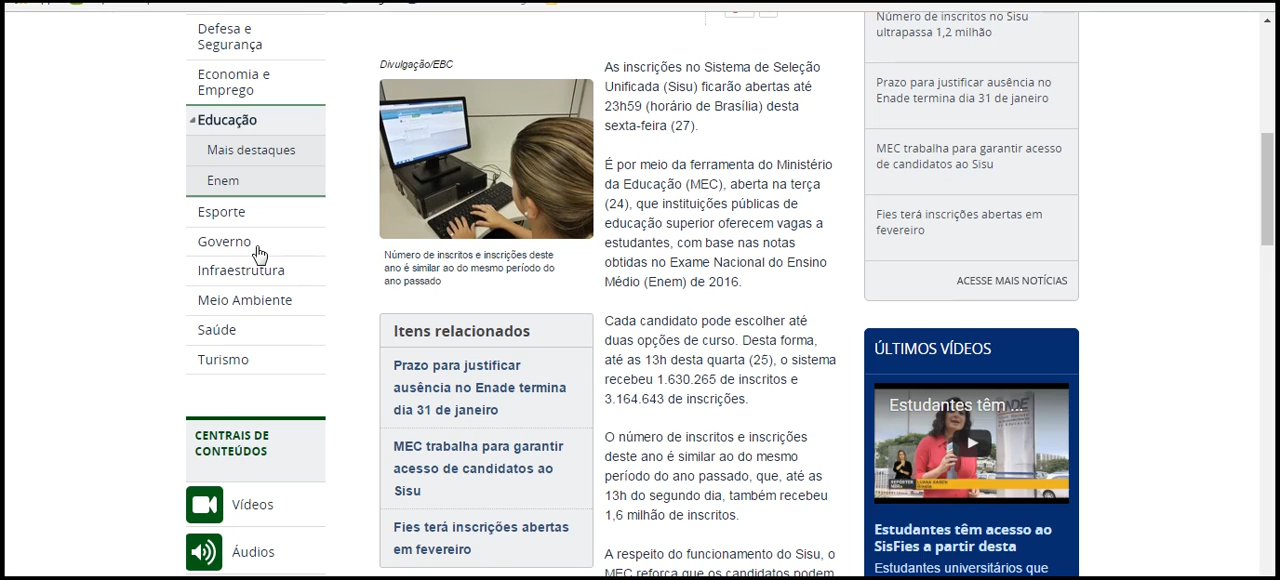 Defesa e
Segurança
Economia e
Emprego
Educação
Mais destaques
Enem
Esporte
Governo
Infraestrutura
Meio Ambiente
Saúde
Turismo
CENTRAIS DE
CONTEÚDOS
Vídeos
Áudios
Divulgação/EBC
Número de incritos e inscrições deste
ano é similar ao do mesmo período do
ano passado
Itens relacionados
Prazo para justificar
ausência no Enade termina
dia 31 de janeiro
MEC trabalha para garantir
acesso de candidatos ao
Sisu
Fies terá inscrições abertas
em fevereiro
As inscrições no Sistema de Seleção
Unificada (Sisu) ficarão abertas até
23h59 (horário de Brasília) desta
sexta-feira (27).
É por meio da ferramenta do Ministério
da Educação (MEC), aberta na terça
(24), que instituições públicas de
educação superior oferecem vagas a
estudantes, com base nas notas
obtidas no Exame Nacional do Ensino
Médio (Enem) de 2016.
Cada candidato pode escolher até
duas opções de curso. Desta forma,
até as 13h desta quarta (25), o sistema
recebeu 1.630.265 de inscritos e
3.164.643 de inscrições.
O número de inscritos e inscrições
deste ano é similar ao do mesmo
período do ano passado, que, até as
13h do segundo dia, também recebeu
1,6 milhão de inscritos.
A respeito do funcionamento do Sisu, o
MEC reforça que os candidatos podem
Número de inscritos no Sisu
ultrapassa 1,2 milhão
Prazo para justificar ausência no
Enade termina dia 31 de janeiro
MEC trabalha para garantir acesso
de candidatos ao Sisu
Fies terá inscrições abertas em
fevereiro
ACESSE MAIS NOTÍCIAS
ÚLTIMOS VÍDEOS
Estudantes têm ...
Estudantes têm acesso ao
SisFies a partir desta
Estudantes universitários que